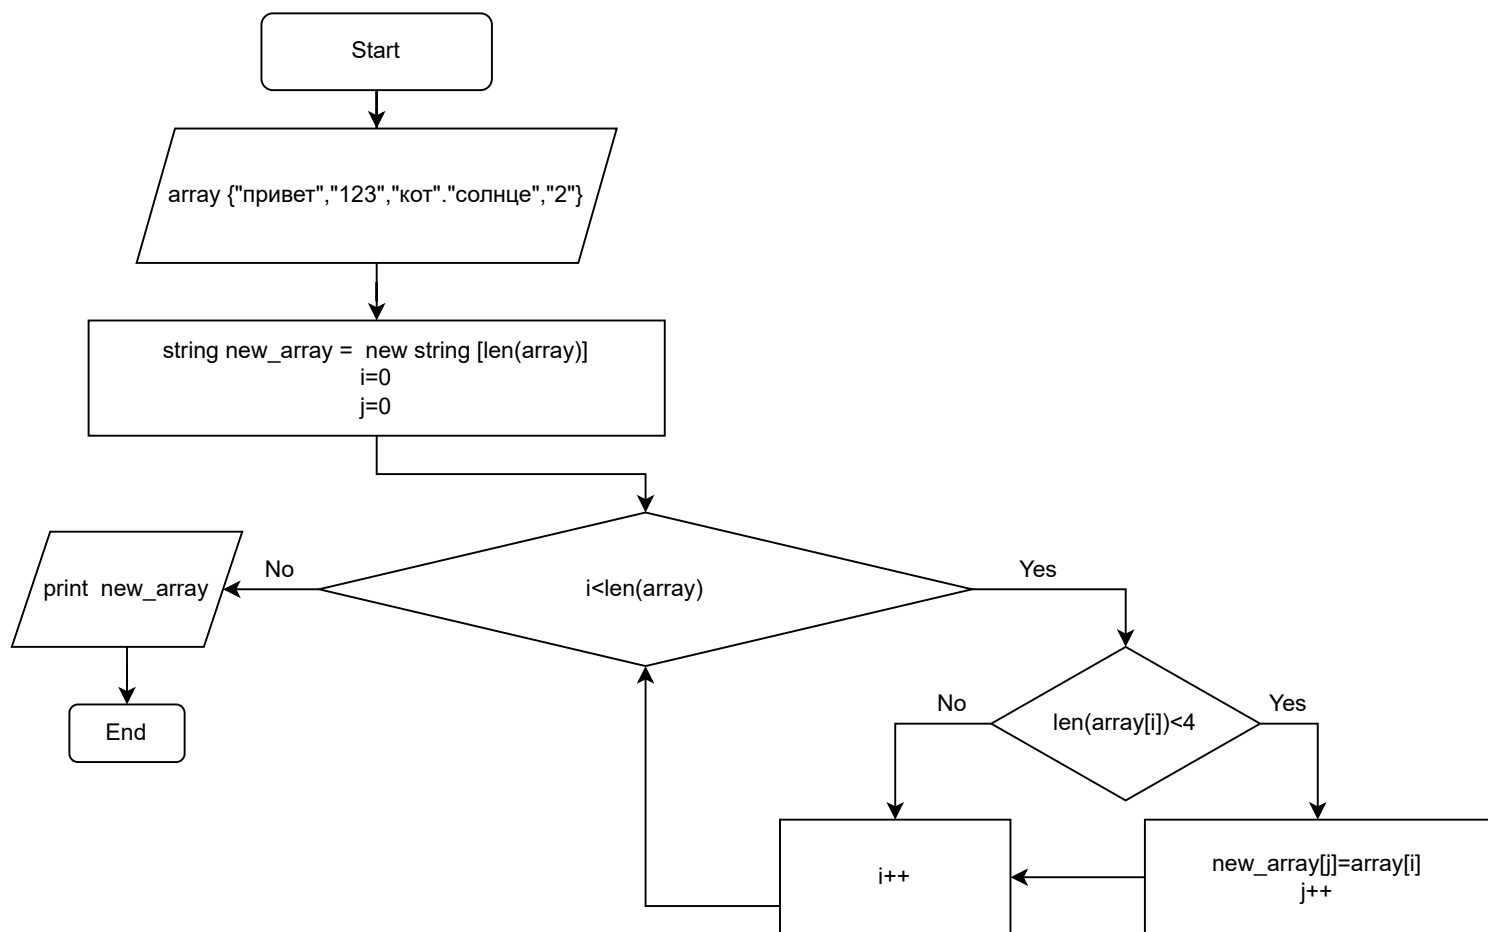 Start
array {"привет","123","кот"."солнце","2"}
string new_array =  new string [len(array)]
i=0
j=0
i<len(array)
No
Yes
print  new_array
End
len(array[i])<4
No
Yes
i++
new_array[j]=array[i]
j++